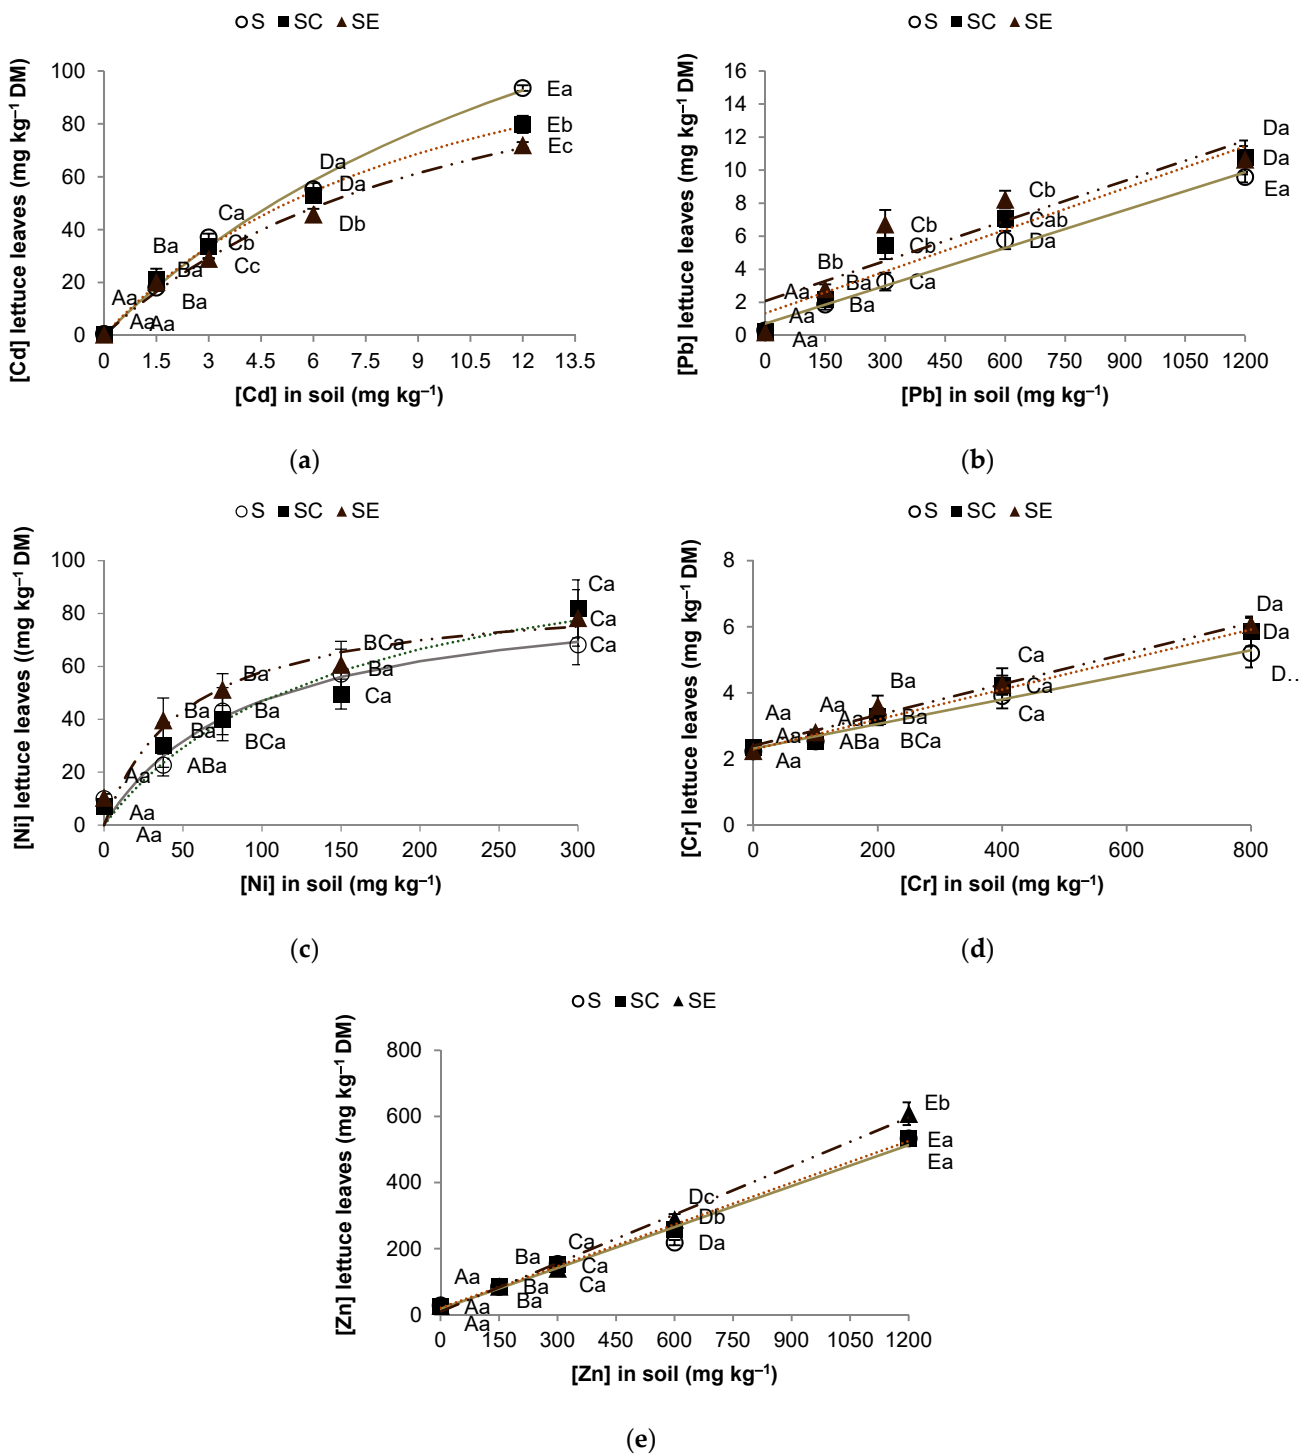 S SC SE
[Cd] lettuce leaves (mg kg⁻¹ DM)
100
80
60
40
20
0
0 1.5 3 4.5 6 7.5 9 10.5 12 13.5
[Cd] in soil (mg kg⁻¹)
Ea
Eb
Ec
Da
Da
Db
Ca
Cb
Cc
Ba
Ba
Ba
Aa
Aa
Aa
(a)
S SC SE
[Pb] lettuce leaves (mg kg⁻¹ DM)
16
14
12
10
8
6
4
2
0
0 150 300 450 600 750 900 1050 1200
[Pb] in soil (mg kg⁻¹)
Da
Da
Ea
Cb
Cab
Da
Cb
Cb
Ca
Bb
Ba
Ba
Aa
Aa
Aa
(b)
S SC SE
[Ni] lettuce leaves ((mg kg⁻¹ DM)
100
80
60
40
20
0
0 50 100 150 200 250 300
[Ni] in soil (mg kg⁻¹)
Ca
Ca
Ca
BCa
Ba
Ca
Ba
Ba
BCa
Ba
Ba
ABa
Aa
Aa
Aa
(c)
S SC SE
[Cr] lettuce leaves (mg kg⁻¹ DM)
8
6
4
2
0
0 200 400 600 800
[Cr] in soil (mg kg⁻¹)
Da
Da
D…
Ca
Ca
Ca
Ba
Ba
BCa
Aa
Aa
ABa
Aa
Aa
Aa
(d)
S SC SE
[Zn] lettuce leaves (mg kg⁻¹ DM)
800
600
400
200
0
0 150 300 450 600 750 900 1050 1200
[Zn] in soil (mg kg⁻¹)
Eb
Ea
Ea
Dc
Db
Da
Ca
Ca
Ca
Ba
Ba
Ba
Aa
Aa
Aa
(e)